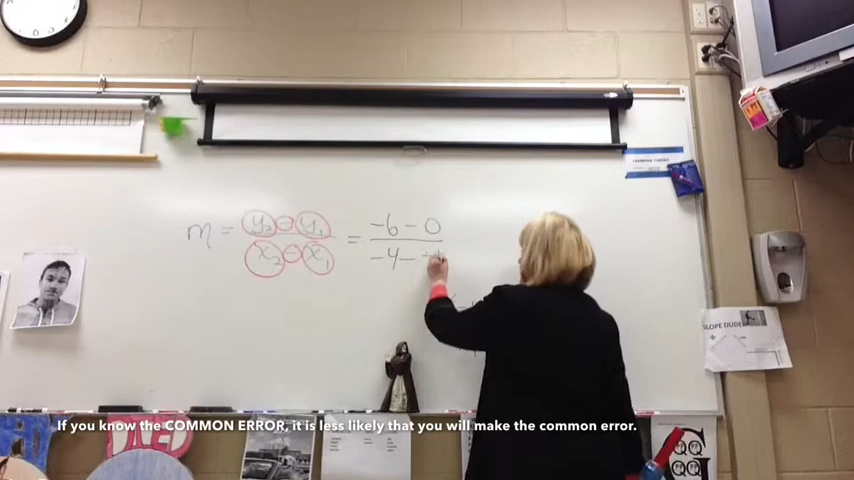 m = y₂ - y₁ / x₂ - x₁ = -6 - 0 / -4 -
SLOPE DUDE
If you know the COMMON ERROR, it is less likely that you will make the common error.